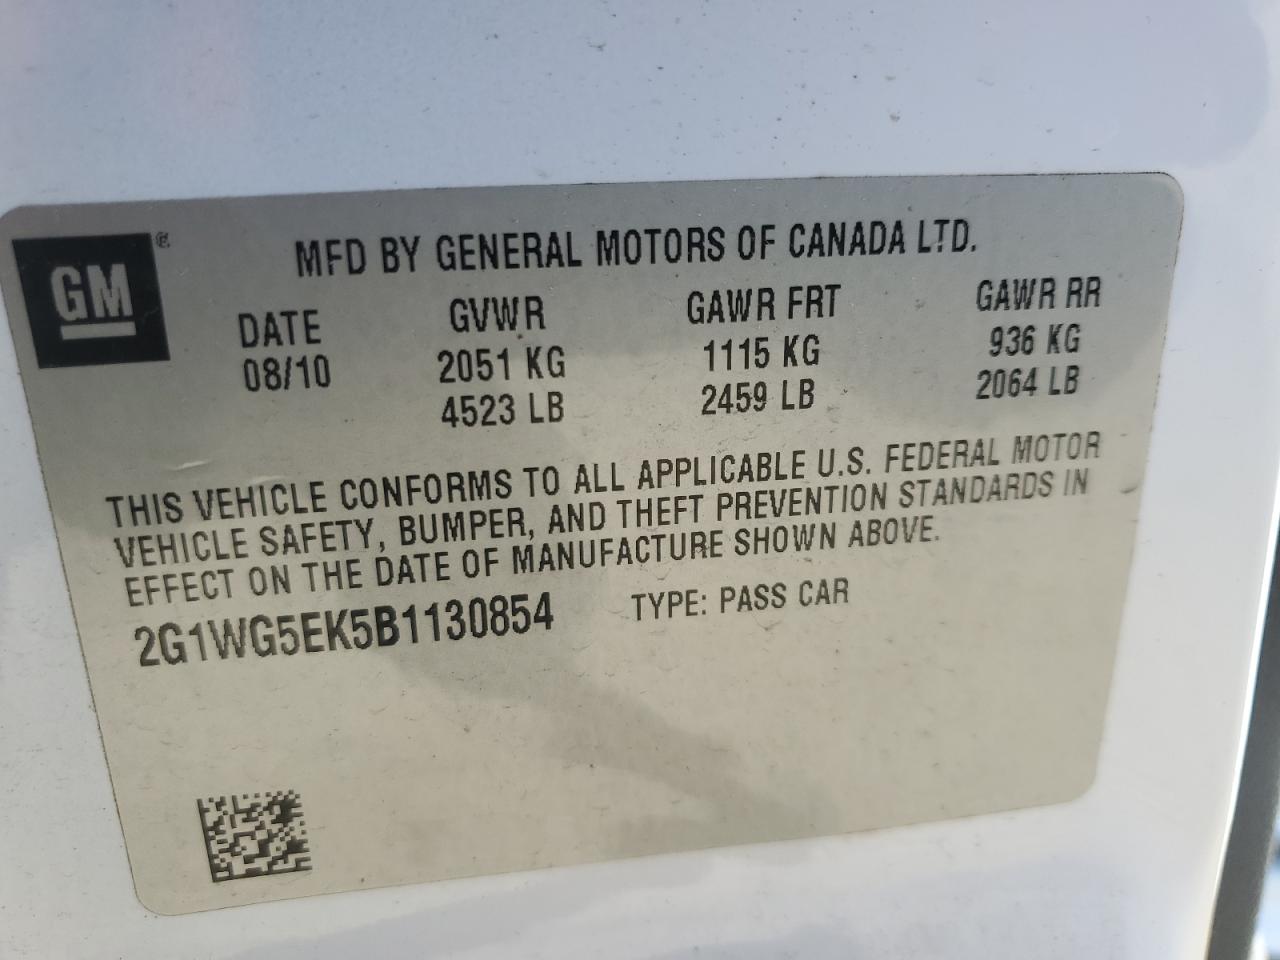 GM
MFD BY GENERAL MOTORS OF CANADA LTD.
DATE GVWR GAWR FRT GAWR RR
08/10 2051 KG 1115 KG 936 KG
4523 LB 2459 LB 2064 LB
THIS VEHICLE CONFORMS TO ALL APPLICABLE U.S. FEDERAL MOTOR
VEHICLE SAFETY, BUMPER, AND THEFT PREVENTION STANDARDS IN
EFFECT ON THE DATE OF MANUFACTURE SHOWN ABOVE.
2G1WG5EK5B1130854 TYPE: PASS CAR